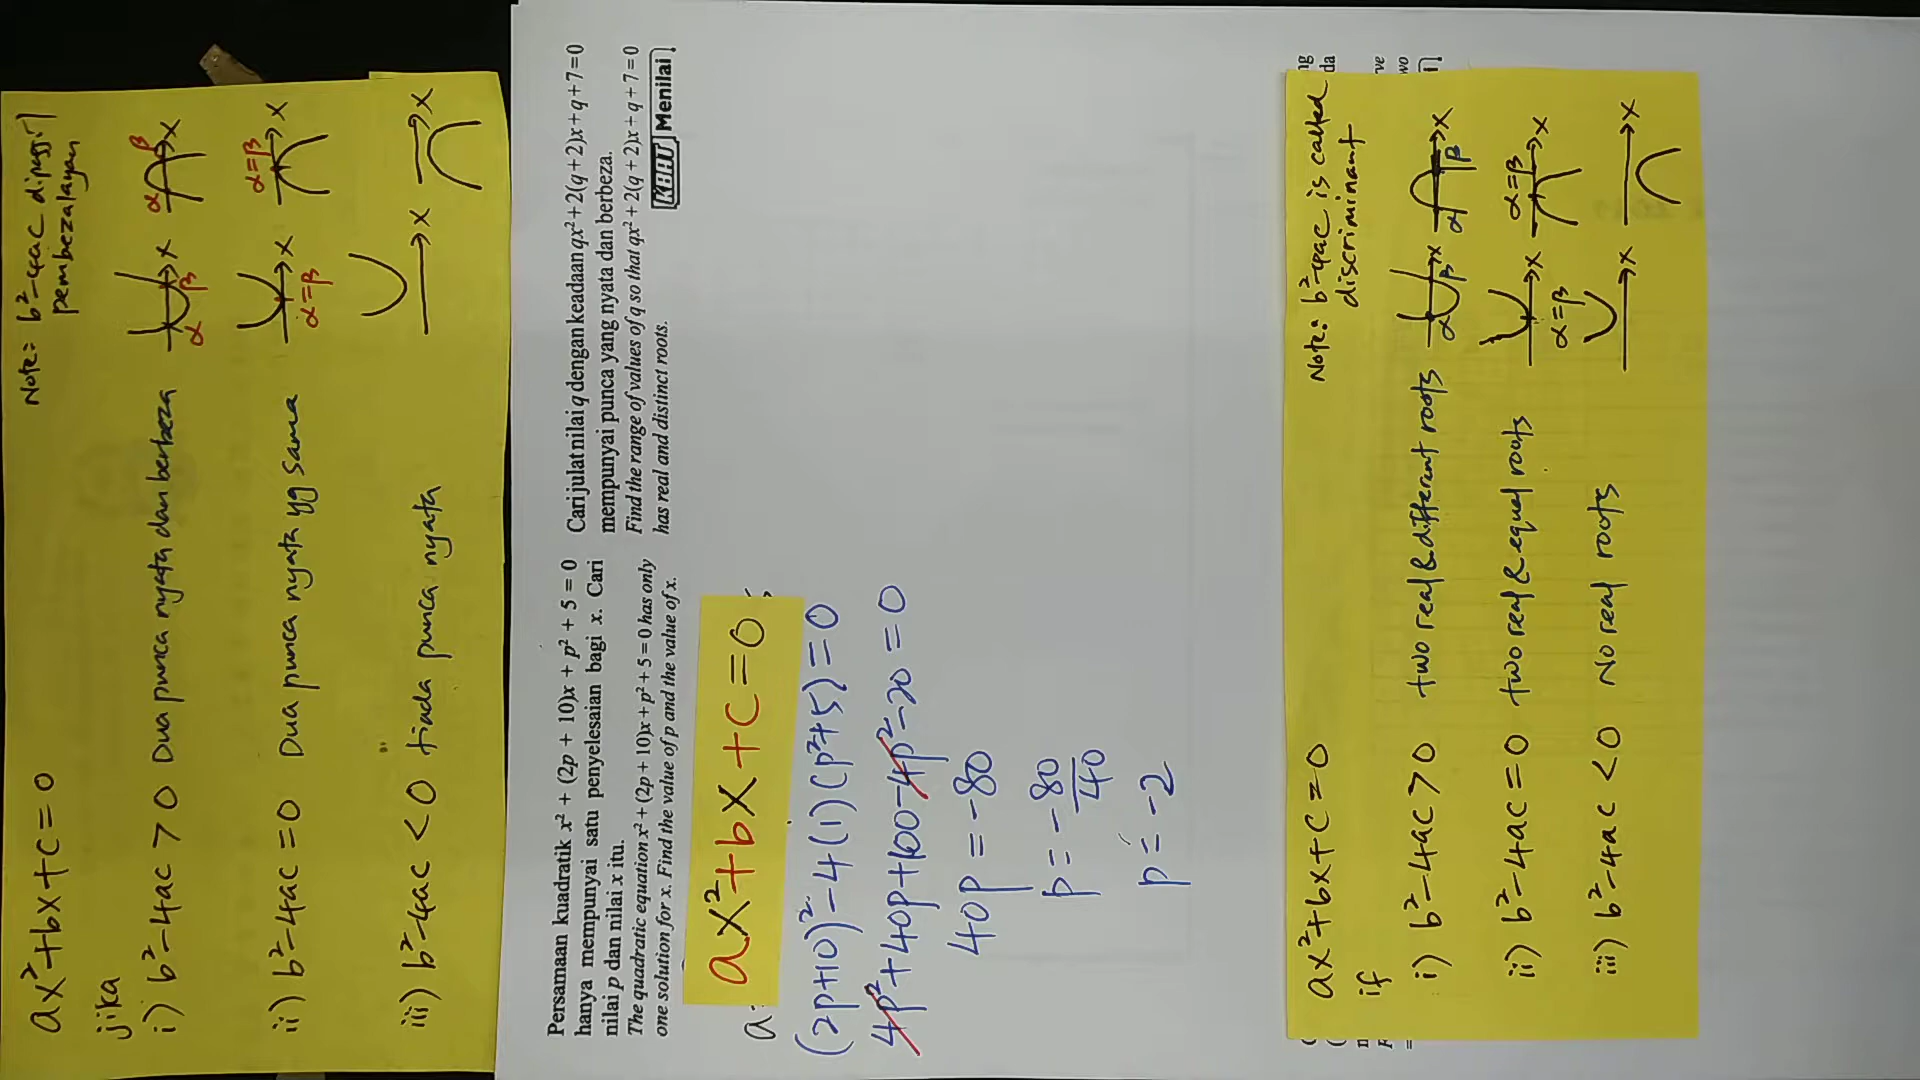 ax²+bx+c=0
Note: b²-4ac dipanggil
pembezalayan
jika
i) b²-4ac > 0 Dua punca nyata dan berbeza
α β x
α β x
ii) b²-4ac = 0 Dua punca nyata yg sama
α=β x
α=β x
iii) b²-4ac < 0 tiada punca nyata
x
x
Persamaan kuadratik x² + (2p + 10)x + p² + 5 = 0
hanya mempunyai satu penyelesaian bagi x. Cari
nilai p dan nilai x itu.
The quadratic equation x² + (2p + 10)x + p² + 5 = 0 has only
one solution for x. Find the value of p and the value of x.
ax²+bx+c=0
a
(2p+10)²-4(1)(p²+5)=0
4p²+40p+100-4p²-20=0
40p=-80
p=-80/40
p=-2
Cari julat nilai q dengan keadaan qx² + 2(q + 2)x + q + 7 = 0
mempunyai punca yang nyata dan berbeza.
Find the range of values of q so that qx² + 2(q + 2)x + q + 7 = 0
has real and distinct roots.
KBAT Menilai
ax²+bx+c=0
Note: b²-4ac is called
discriminant
if
i) b²-4ac > 0 two real & different roots
α β x
α β x
ii) b²-4ac = 0 two real & equal roots
α=β x
α=β x
iii) b²-4ac < 0 No real roots
x
x
ng
da
rve
wo